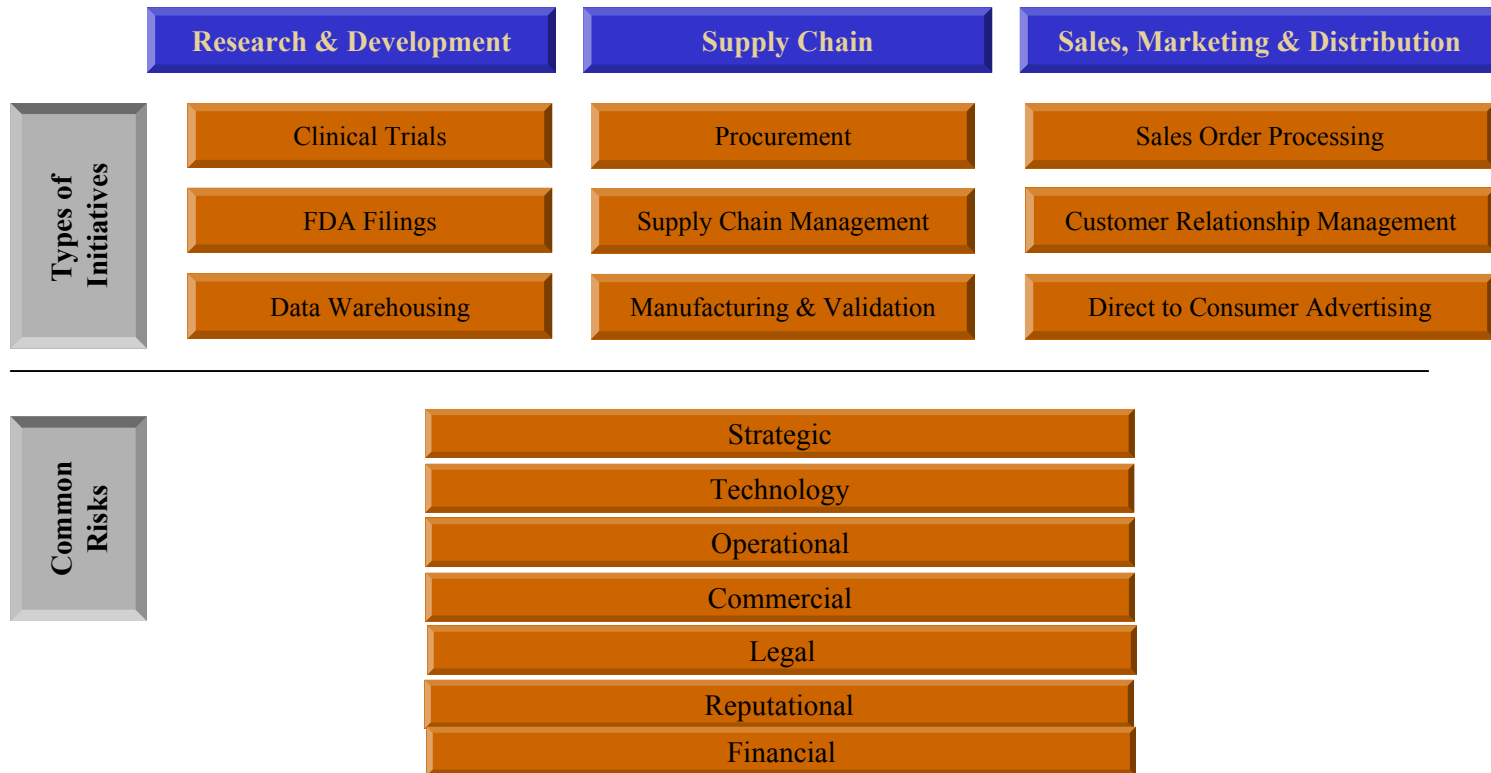 Research & Development
Supply Chain
Sales, Marketing & Distribution
Types of
Initiatives
Clinical Trials
Procurement
Sales Order Processing
FDA Filings
Supply Chain Management
Customer Relationship Management
Data Warehousing
Manufacturing & Validation
Direct to Consumer Advertising
Common
Risks
Strategic
Technology
Operational
Commercial
Legal
Reputational
Financial